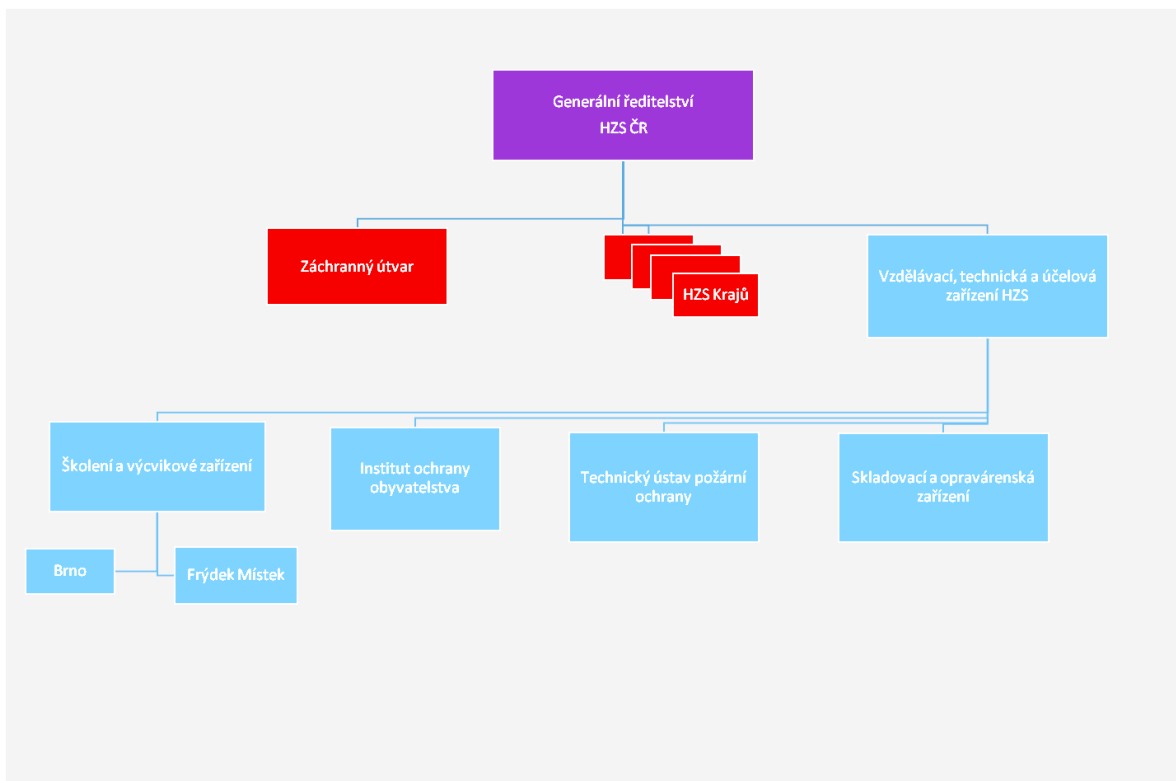 Generální ředitelství
HZS ČR
Záchranný útvar
HZS Krajů
Vzdělávací, technická a účelová
zařízení HZS
Školení a výcvikové zařízení
Institut ochrany
obyvatelstva
Technický ústav požární
ochrany
Skladovací a opravárenská
zařízení
Brno
Frýdek Místek